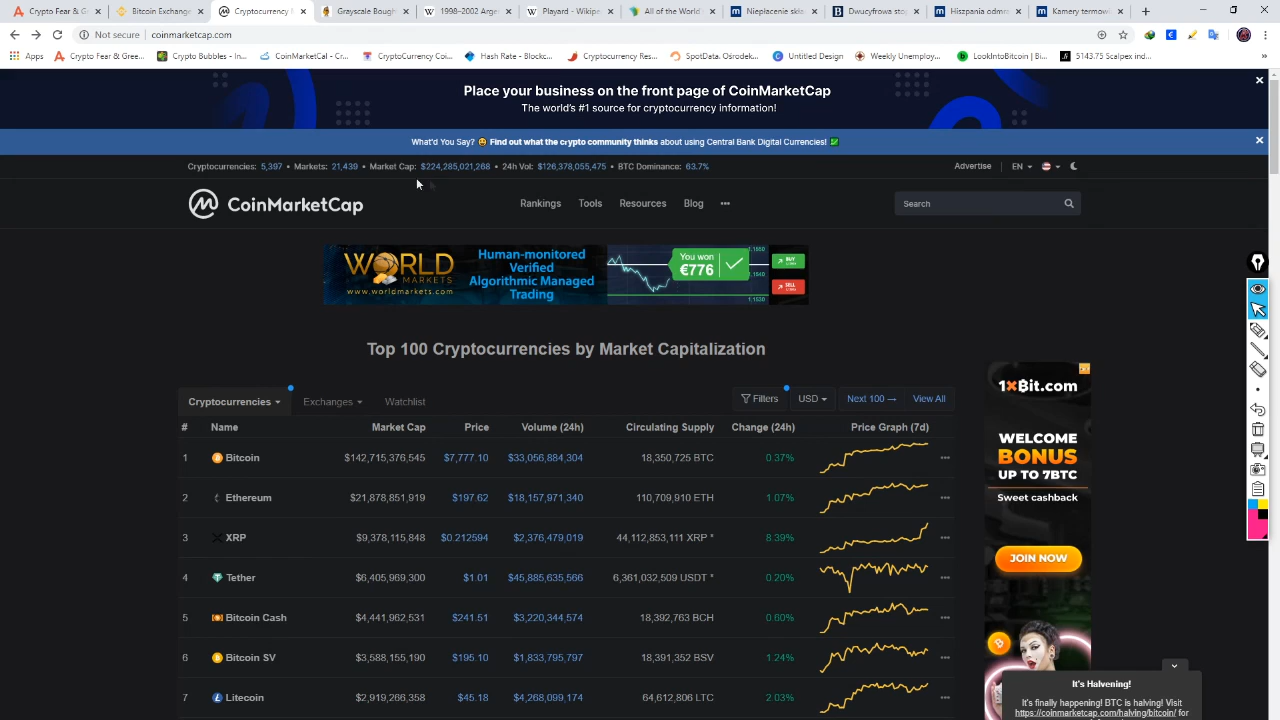 Crypto Fear & G
Bitcoin Exchange
Cryptocurrency
Grayscale Bough
1998–2002 Argen
Playard - Wikipe
All of the World
Nieplacenie skła
Dwucyfrowa stop
Hispania odmr
Kamery termow
Not secure
coinmarketcap.com
Apps
Crypto Fear & Gree...
Crypto Bubbles - In...
CoinMarketCal - Cr...
Cryptocurrency Co...
Hash Rate - Blockc...
Cryptocurrency Res...
SpotData. Ośrodek...
Untitled Design
Weekly Unemploy...
LookIntoBitcoin | Bi...
5143.75 Scalpex ind...
»
Place your business on the front page of CoinMarketCap
The world's #1 source for cryptocurrency information!
What'd You Say? 😀 Find out what the crypto community thinks about using Central Bank Digital Currencies! 💹
Cryptocurrencies: 5,397 • Markets: 21,439 • Market Cap: $224,285,021,268 • 24h Vol: $126,378,055,475 • BTC Dominance: 63.7%
Advertise
EN
CoinMarketCap
Rankings
Tools
Resources
Blog
Search
WORLD
MARKETS
www.worldmarkets.com
Human-monitored
Verified
Algorithmic Managed
Trading
You won
€776
BUY
SELL
1,1550
1,1540
1,1530
Top 100 Cryptocurrencies by Market Capitalization
Cryptocurrencies
Exchanges
Watchlist
Filters
USD
Next 100 →
View All
# Name Market Cap Price Volume (24h) Circulating Supply Change (24h) Price Graph (7d)
1 Bitcoin $142,715,376,545 $7,777.10 $33,056,884,304 18,350,725 BTC 0.37%
2 Ethereum $21,878,851,919 $197.62 $18,157,971,340 110,709,910 ETH 1.07%
3 XRP $9,378,115,848 $0.212594 $2,376,479,019 44,112,853,111 XRP * 8.39%
4 Tether $6,405,969,300 $1.01 $45,885,635,566 6,361,032,509 USDT * 0.20%
5 Bitcoin Cash $4,441,962,531 $241.51 $3,220,344,574 18,392,763 BCH 0.60%
6 Bitcoin SV $3,588,155,190 $195.10 $1,833,795,797 18,391,352 BSV 1.24%
7 Litecoin $2,919,266,358 $45.18 $4,268,099,174 64,612,806 LTC 2.03%
1XBit.com
WELCOME
BONUS
UP TO 7BTC
Sweet cashback
JOIN NOW
It's Halvening!
It's finally happening! BTC is halving! Visit
https://coinmarketcap.com/halving/bitcoin/ for